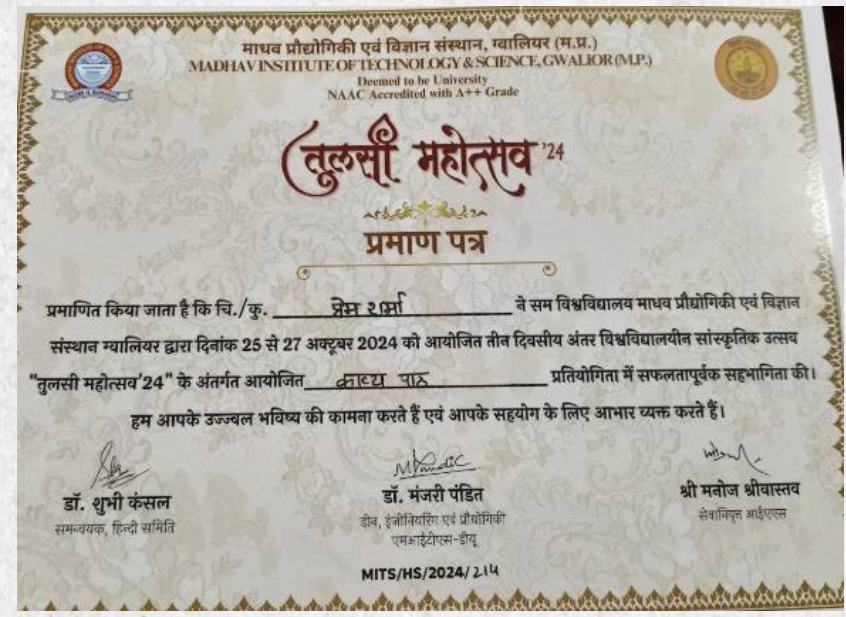 माधव प्रौद्योगिकी एवं विज्ञान संस्थान, ग्वालियर (म.प्र.)
MADHAV INSTITUTE OF TECHNOLOGY & SCIENCE, GWALIOR (M.P.)
Deemed to be University
NAAC Accredited with A++ Grade
तुलसी महोत्सव '24
प्रमाण पत्र
प्रमाणित किया जाता है कि चि./कु. प्रेम शर्मा ने सम विश्वविद्यालय माधव प्रौद्योगिकी एवं विज्ञान
संस्थान ग्वालियर द्वारा दिनांक 25 से 27 अक्टूबर 2024 को आयोजित तीन दिवसीय अंतर विश्वविद्यालयीन सांस्कृतिक उत्सव
"तुलसी महोत्सव'24" के अंतर्गत आयोजित काव्य पाठ प्रतियोगिता में सफलतापूर्वक सहभागिता की।
हम आपके उज्ज्वल भविष्य की कामना करते हैं एवं आपके सहयोग के लिए आभार व्यक्त करते हैं।
डॉ. शुभी कंसल
समन्वयक, हिन्दी समिति
डॉ. मंजरी पंडित
डीन, इंजीनियरिंग एवं प्रौद्योगिकी
एमआईटीएस-डीयू
श्री मनोज श्रीवास्तव
सेवानिवृत्त आईएएस
MITS/HS/2024/214